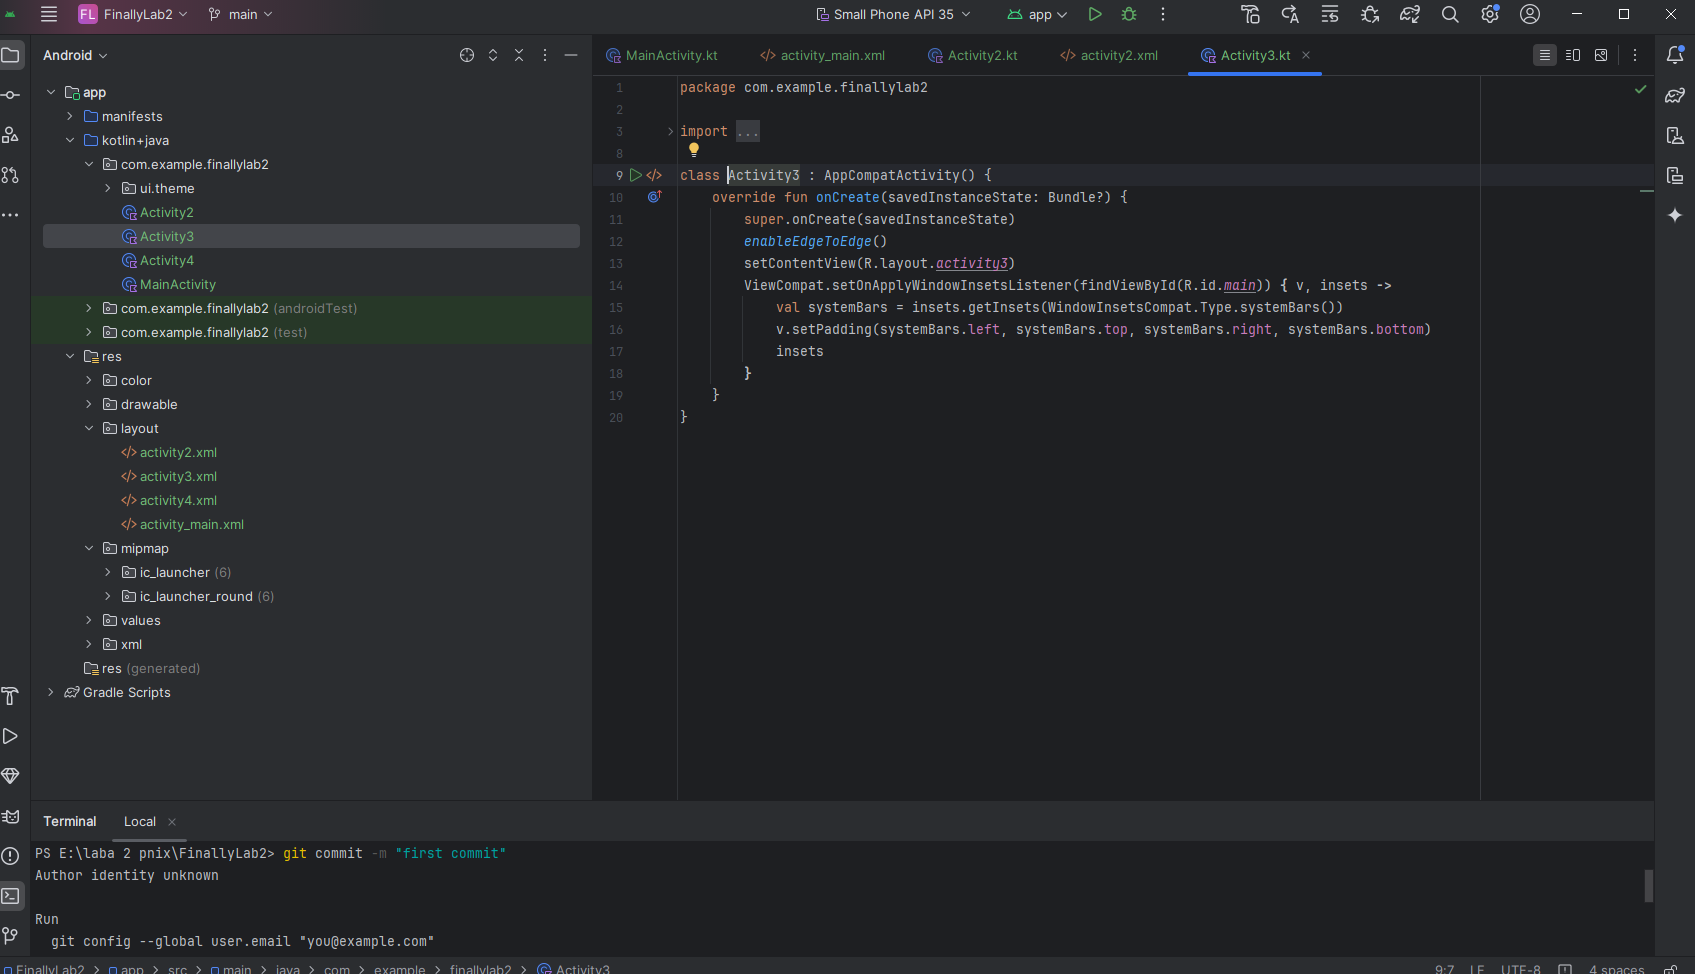 FL FinallyLab2 main Small Phone API 35 app
Android
app
manifests
kotlin+java
com.example.finallylab2
ui.theme
Activity2
Activity3
Activity4
MainActivity
com.example.finallylab2 (androidTest)
com.example.finallylab2 (test)
res
color
drawable
layout
activity2.xml
activity3.xml
activity4.xml
activity_main.xml
mipmap
ic_launcher (6)
ic_launcher_round (6)
values
xml
res (generated)
Gradle Scripts
MainActivity.kt activity_main.xml Activity2.kt activity2.xml Activity3.kt
1 package com.example.finallylab2
2
3 import ...
8
9 class Activity3 : AppCompatActivity() {
10 override fun onCreate(savedInstanceState: Bundle?) {
11 super.onCreate(savedInstanceState)
12 enableEdgeToEdge()
13 setContentView(R.layout.activity3)
14 ViewCompat.setOnApplyWindowInsetsListener(findViewById(R.id.main)) { v, insets ->
15 val systemBars = insets.getInsets(WindowInsetsCompat.Type.systemBars())
16 v.setPadding(systemBars.left, systemBars.top, systemBars.right, systemBars.bottom)
17 insets
18 }
19 }
20 }
Terminal Local
PS E:\laba 2 pnix\FinallyLab2> git commit -m "first commit"
Author identity unknown
Run
git config --global user.email "you@example.com"
FinallyLab2 > app > src > main > java > com > example > finallylab2 > Activity3 9:7 LF UTF-8 4 spaces